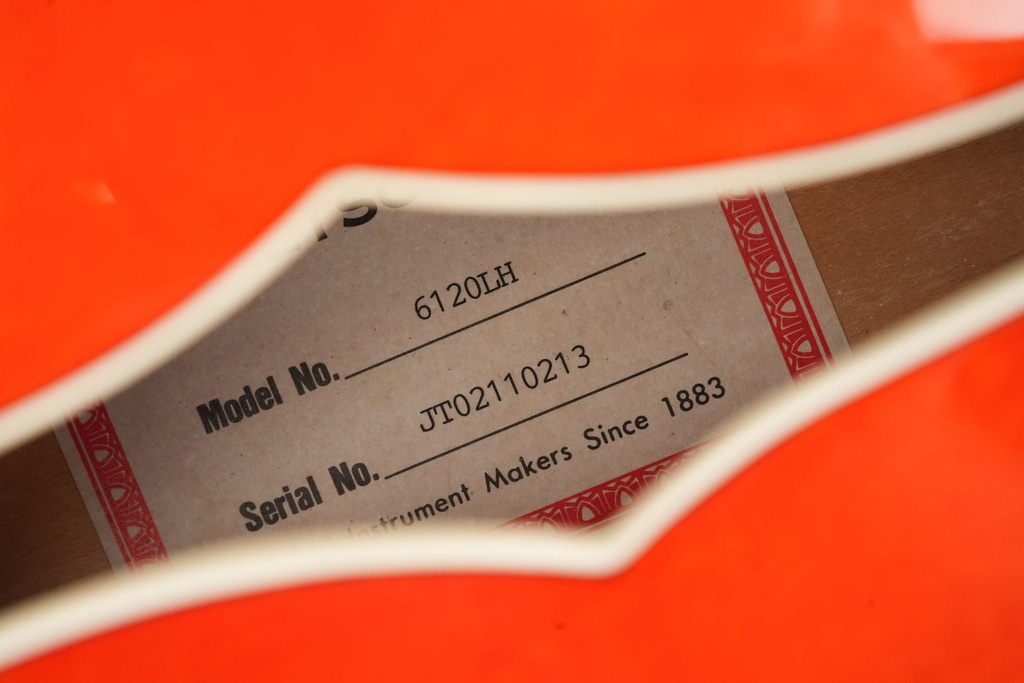 Model No. 6120LH
Serial No. JT02110213
Instrument Makers Since 1883